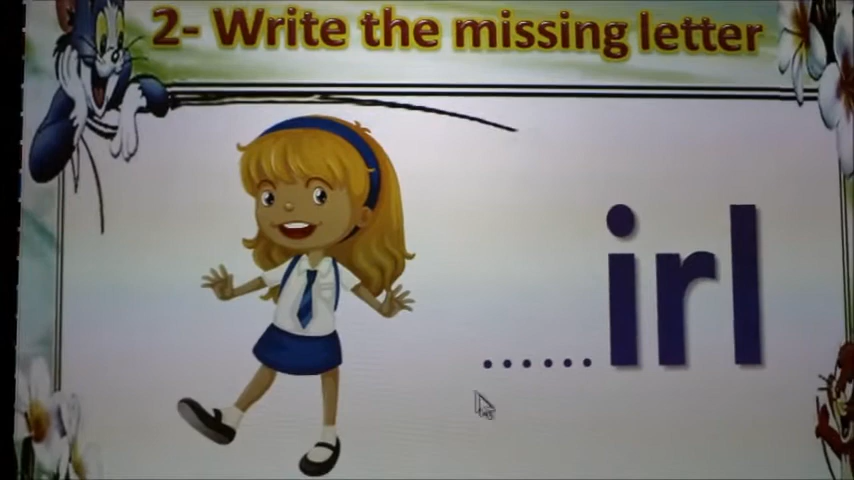 2- Write the missing letter
......irl